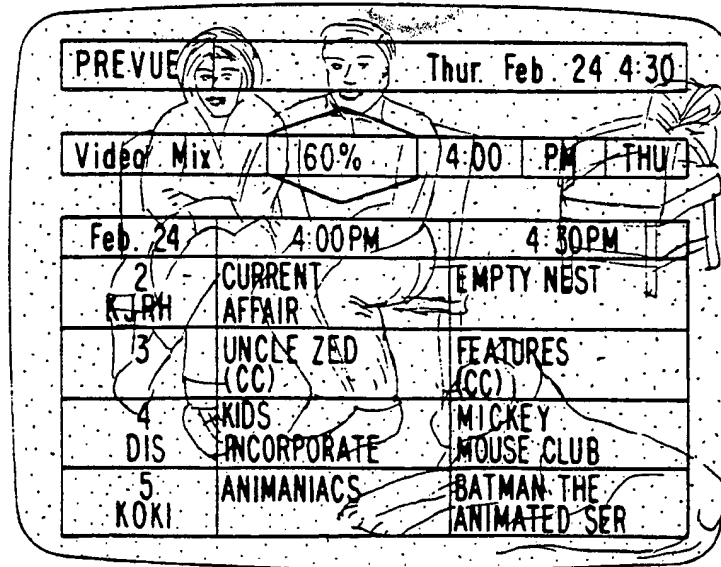 PREVUE Thur. Feb. 24 4:30
Video Mix 60% 4:00 PM THU
Feb. 24 4:00PM 4:30PM
2 CURRENT EMPTY NEST
KJRH AFFAIR
3 UNCLE ZED FEATURES
(CC) (CC)
4 KIDS MICKEY
DIS INCORPORATE MOUSE CLUB
5 ANIMANIACS BATMAN THE
KOKI ANIMATED SER